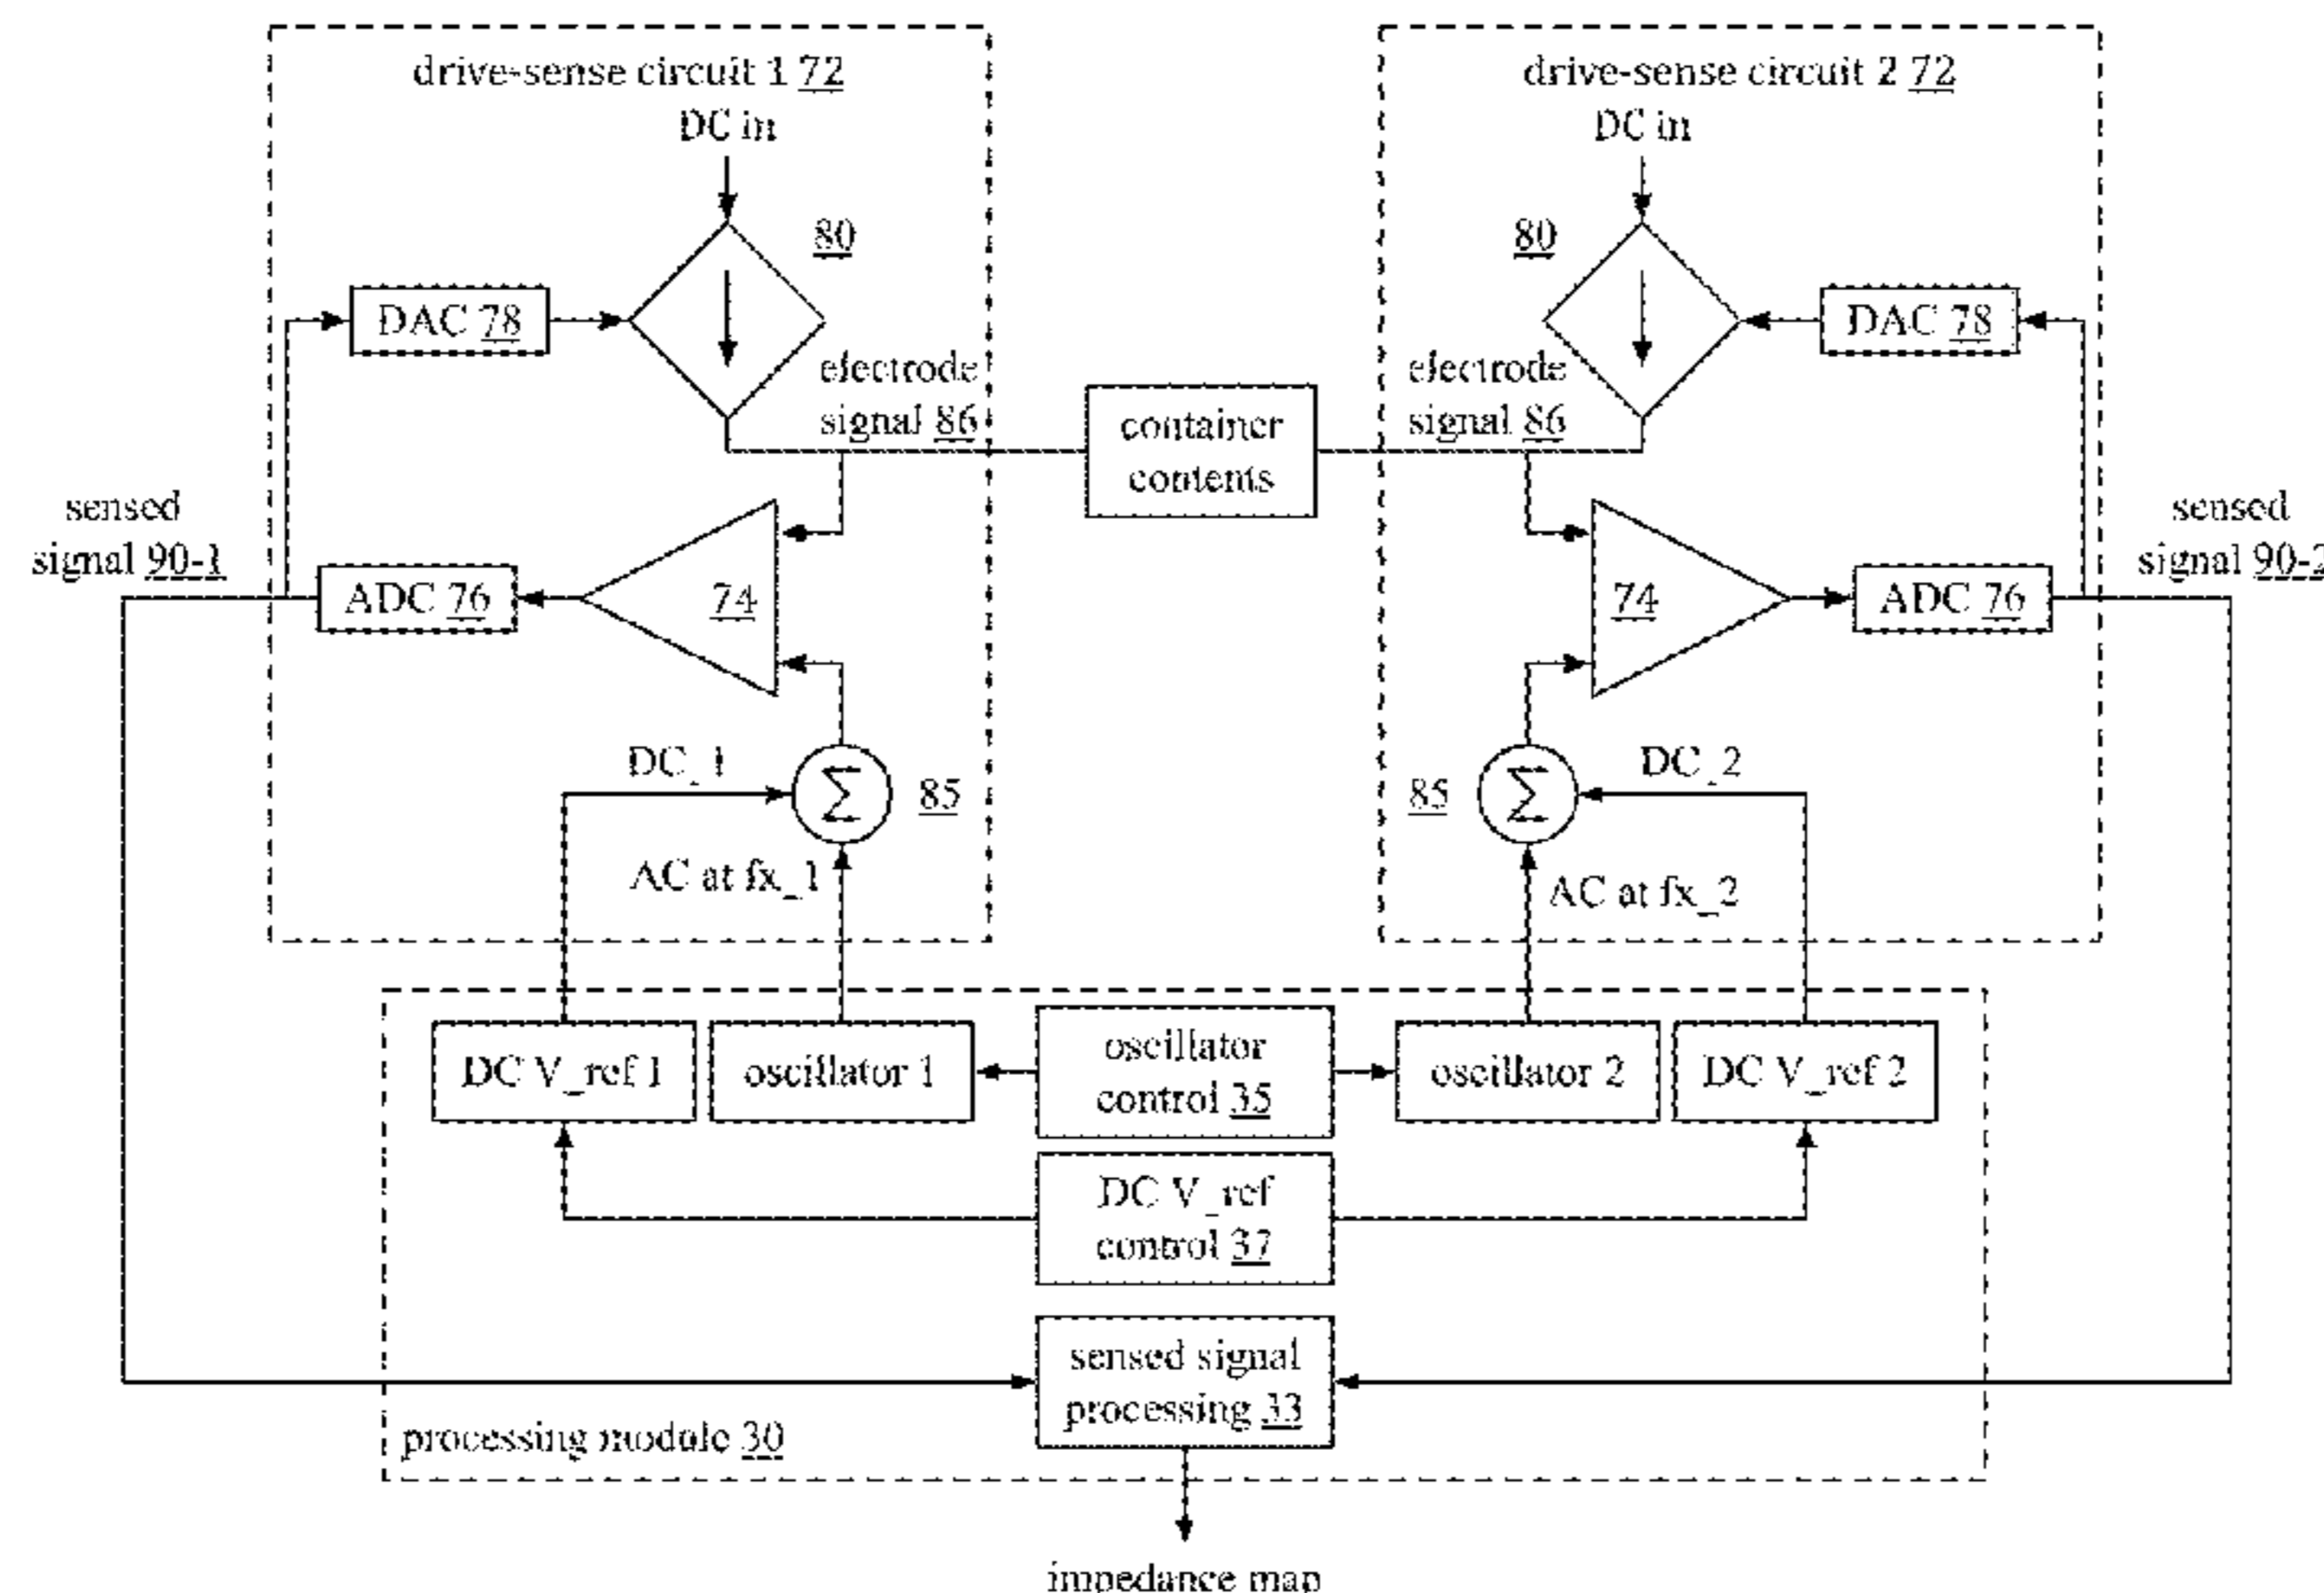 drive-sense circuit 1 72
DC in
80
DAC 78
electrode
signal 86
sensed
signal 90-1
ADC 76
74
DC_1
85
AC at fx_1
container
contents
drive-sense circuit 2 72
DC in
80
DAC 78
electrode
signal 86
sensed
signal 90-2
74
ADC 76
DC_2
85
AC at fx_2
DC V_ref 1
oscillator 1
oscillator
control 35
oscillator 2
DC V_ref 2
DC V_ref
control 37
sensed signal
processing 33
processing module 30
impedance map
Σ
Σ